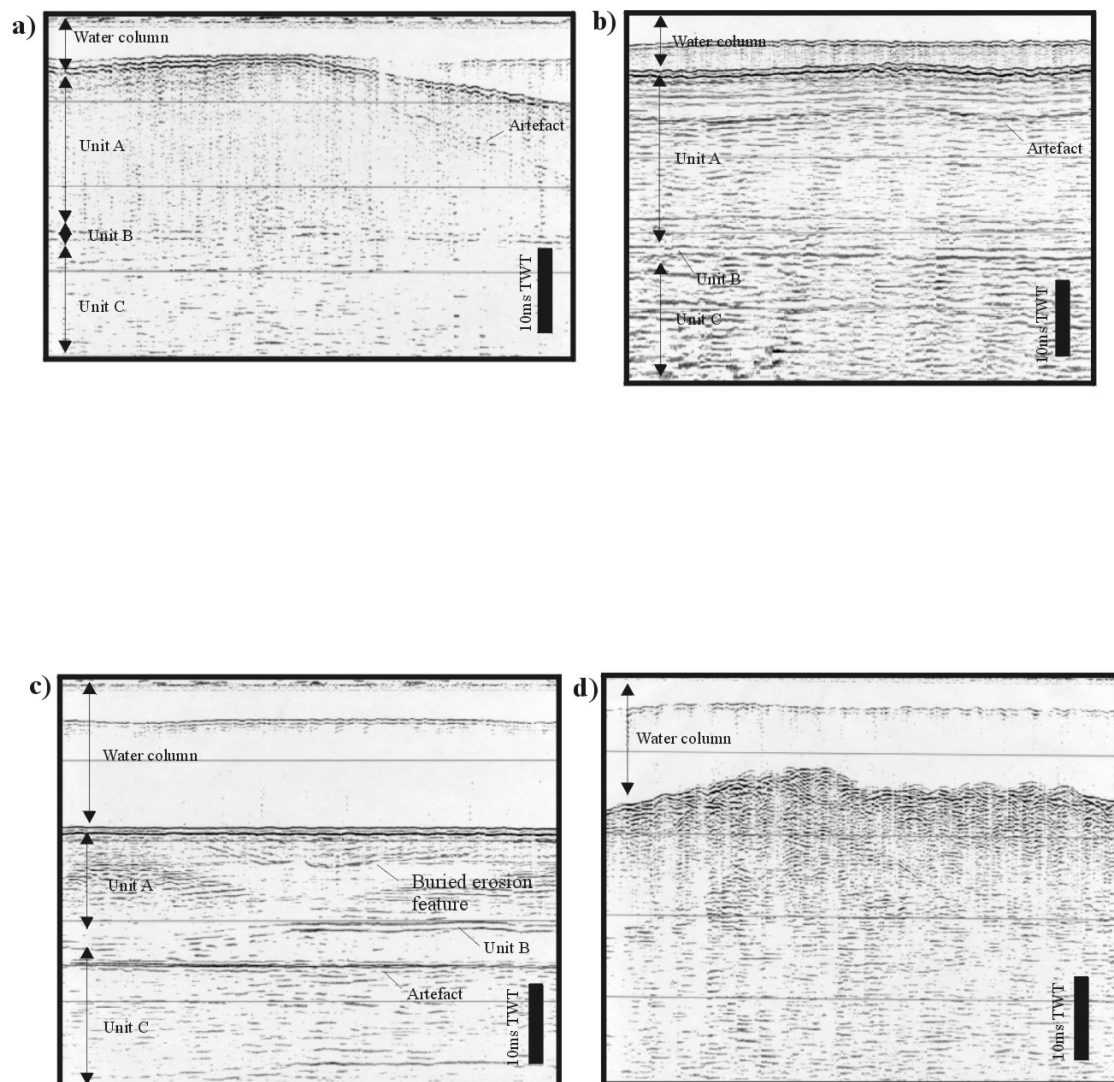 a)
Water column
Artefact
Unit A
Unit B
Unit C
10ms TWT
b)
Water column
Artefact
Unit A
Unit B
Unit C
10ms TWT
c)
Water column
Unit A
Buried erosion
feature
Unit B
Artefact
Unit C
10ms TWT
d)
Water column
10ms TWT